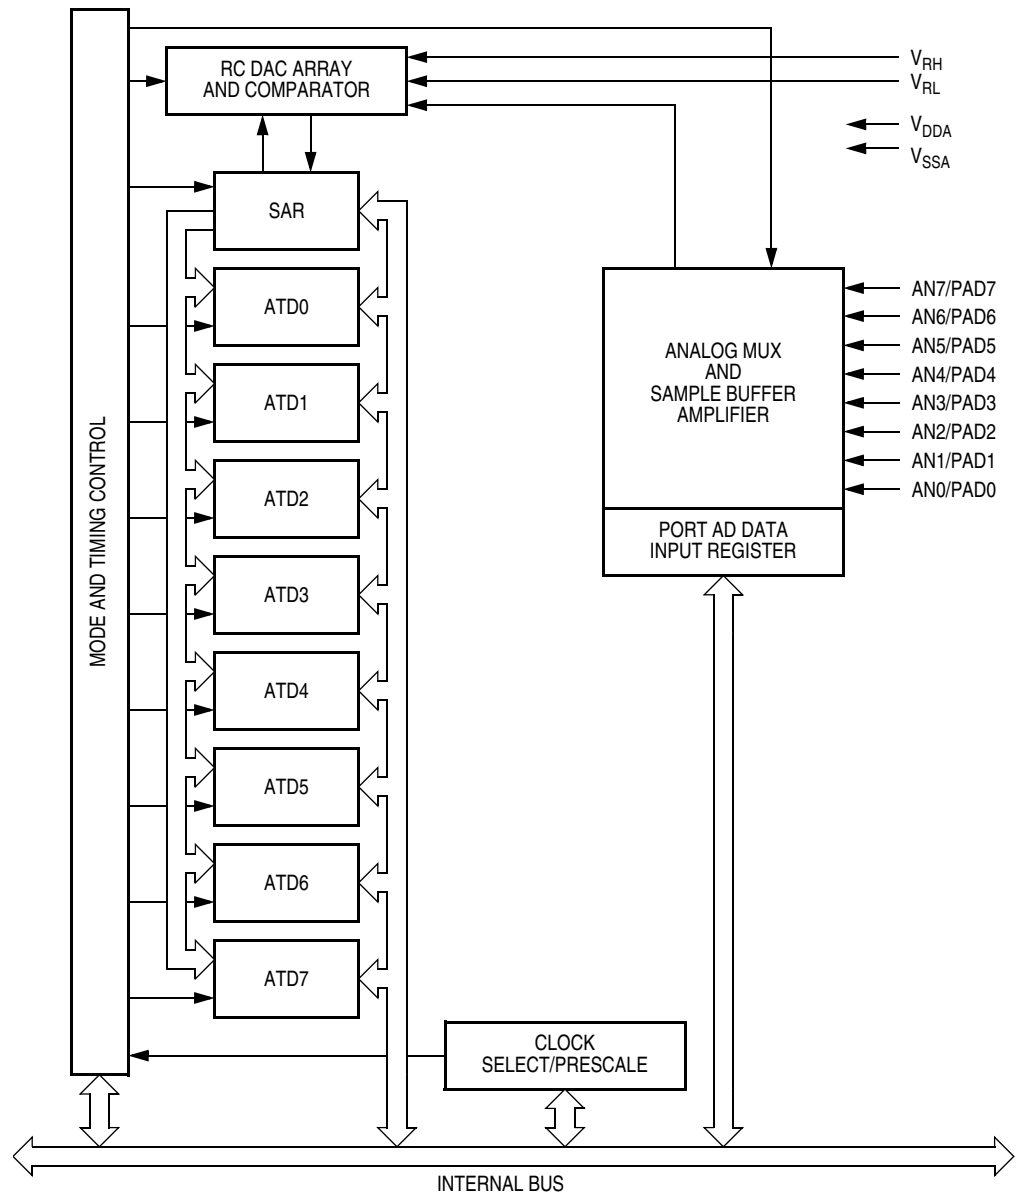 RC DAC ARRAY
AND COMPARATOR
VRH
VRL
VDDA
VSSA
SAR
ATD0
ATD1
ATD2
ATD3
ATD4
ATD5
ATD6
ATD7
MODE AND TIMING CONTROL
ANALOG MUX
AND
SAMPLE BUFFER
AMPLIFIER
AN7/PAD7
AN6/PAD6
AN5/PAD5
AN4/PAD4
AN3/PAD3
AN2/PAD2
AN1/PAD1
AN0/PAD0
PORT AD DATA
INPUT REGISTER
CLOCK
SELECT/PRESCALE
INTERNAL BUS